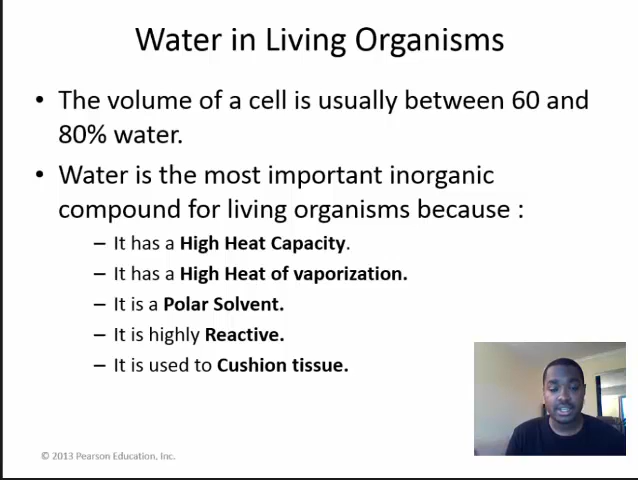 Water in Living Organisms
• The volume of a cell is usually between 60 and
80% water.
• Water is the most important inorganic
compound for living organisms because :
– It has a High Heat Capacity.
– It has a High Heat of vaporization.
– It is a Polar Solvent.
– It is highly Reactive.
– It is used to Cushion tissue.
© 2013 Pearson Education, Inc.